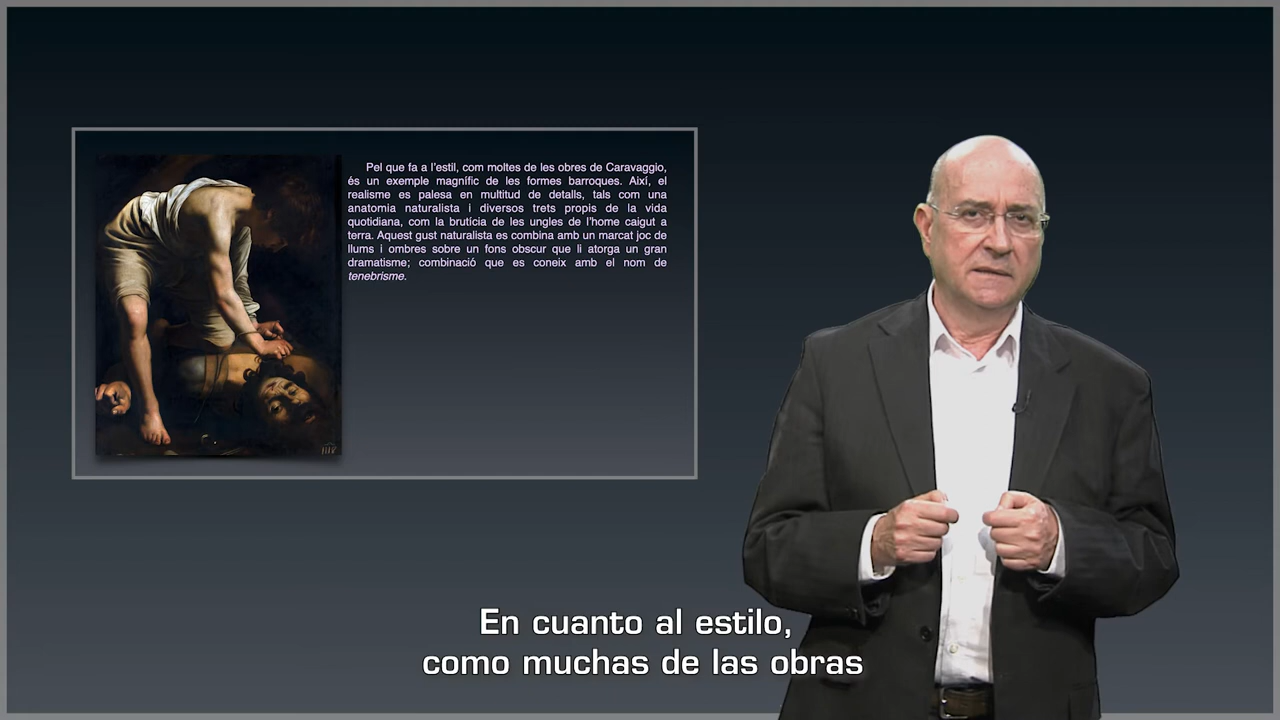 Pel que fa a l'estil, com moltes de les obres de Caravaggio,
és un exemple magnífic de les formes barroques. Així, el
realisme es palesa en multitud de detalls, tals com una
anatomia naturalista i diversos trets propis de la vida
quotidiana, com la brutícia de les ungles de l'home caigut a
terra. Aquest gust naturalista es combina amb un marcat joc de
llums i ombres sobre un fons obscur que li atorga un gran
dramatisme; combinació que es coneix amb el nom de
tenebrisme.
En cuanto al estilo,
como muchas de las obras